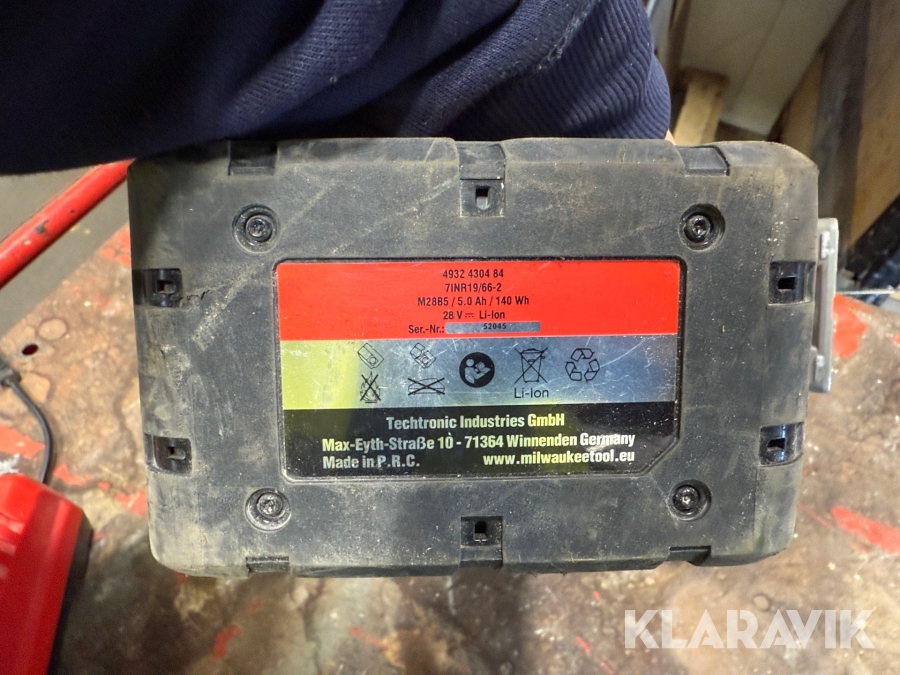 4932 4304 84
7INR19/66-2
M28B5 / 5.0 Ah / 140 Wh
28 V ⎓ Li-Ion
Ser.-Nr.: 52045
Li-Ion
Techtronic Industries GmbH
Max-Eyth-Straße 10 - 71364 Winnenden Germany
Made in P.R.C. www.milwaukeetool.eu
KLARAVIK